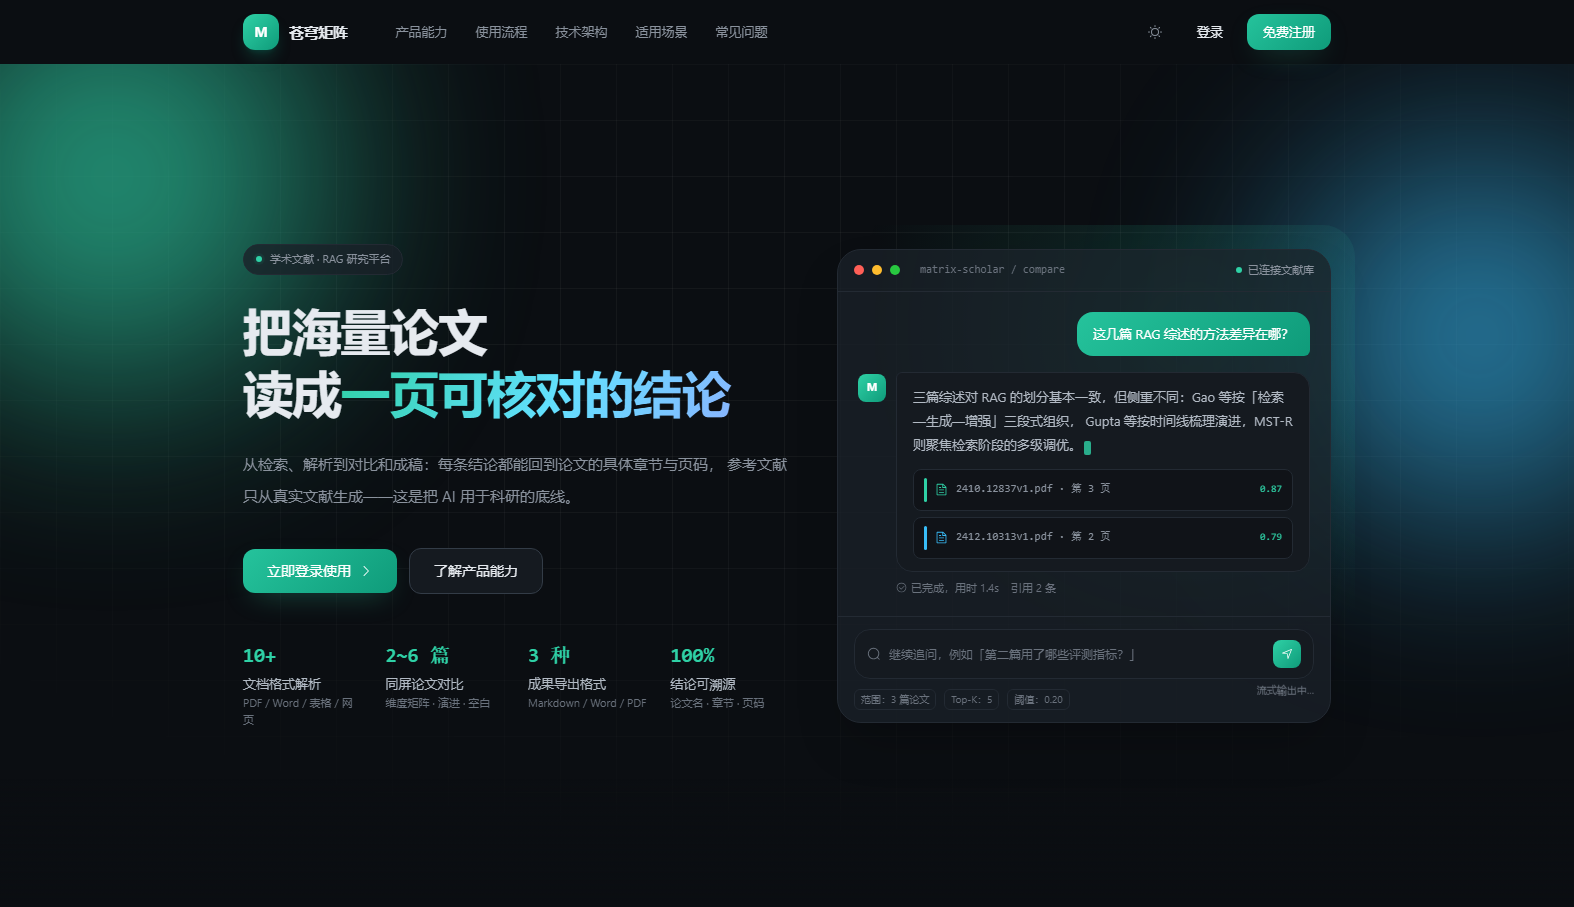 M 苍穹矩阵 产品能力 使用流程 技术架构 适用场景 常见问题 登录 免费注册
学术文献 · RAG 研究平台
把海量论文
读成一页可核对的结论
从检索、解析到对比和成稿：每条结论都能回到论文的具体章节与页码， 参考文献
只从真实文献生成——这是把 AI 用于科研的底线。
立即登录使用 了解产品能力
10+
文档格式解析
PDF / Word / 表格 / 网
页
2~6 篇
同屏论文对比
维度矩阵 · 演进 · 空白
3 种
成果导出格式
Markdown / Word / PDF
100%
结论可溯源
论文名 · 章节 · 页码
matrix-scholar / compare 已连接文献库
这几篇 RAG 综述的方法差异在哪？
M
三篇综述对 RAG 的划分基本一致，但侧重不同：Gao 等按「检索
—生成—增强」三段式组织， Gupta 等按时间线梳理演进，MST-R
则聚焦检索阶段的多级调优。
2410.12837v1.pdf · 第 3 页 0.87
2412.10313v1.pdf · 第 2 页 0.79
已完成，用时 1.4s 引用 2 条
继续追问，例如「第二篇用了哪些评测指标？」
范围：3 篇论文 Top-K：5 阈值：0.20 流式输出中...